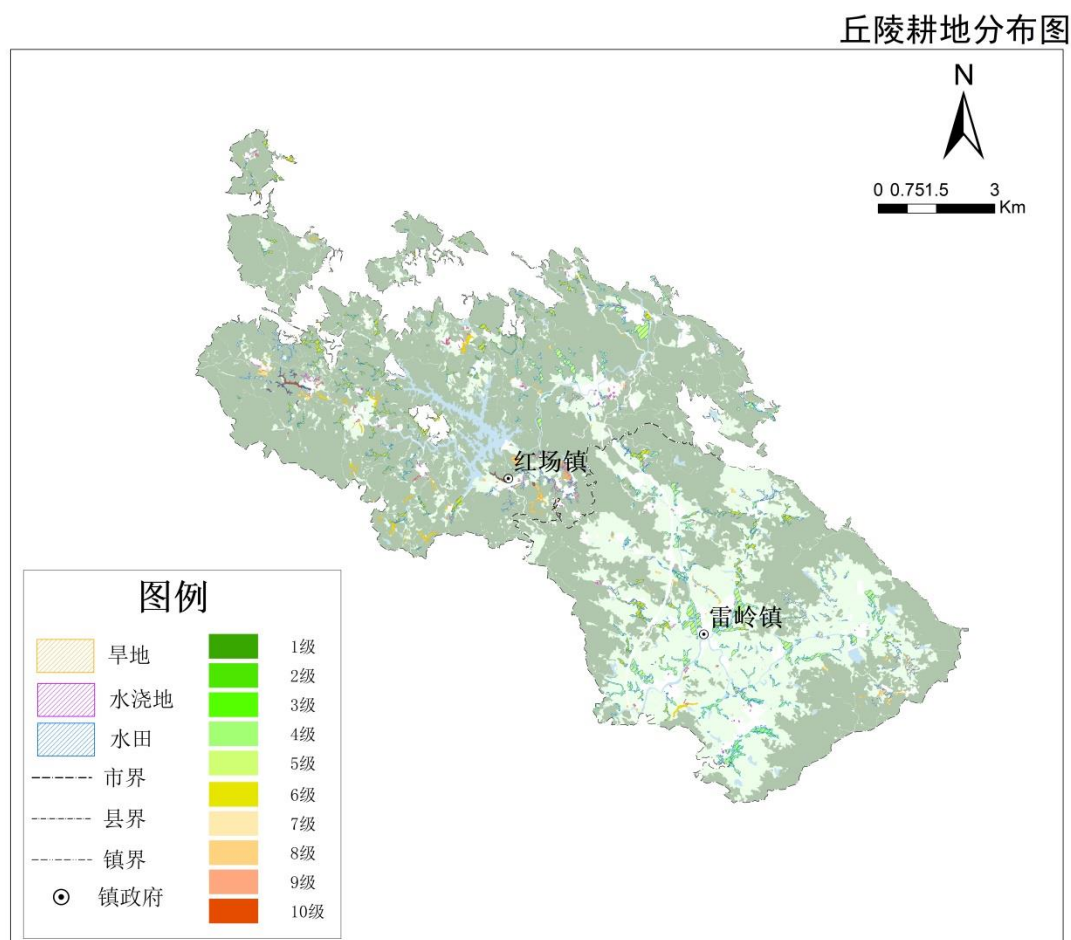 丘陵耕地分布图
N
0 0.751.5 3
Km
红场镇
雷岭镇
图例
旱地
水浇地
水田
市界
县界
镇界
镇政府
1级
2级
3级
4级
5级
6级
7级
8级
9级
10级